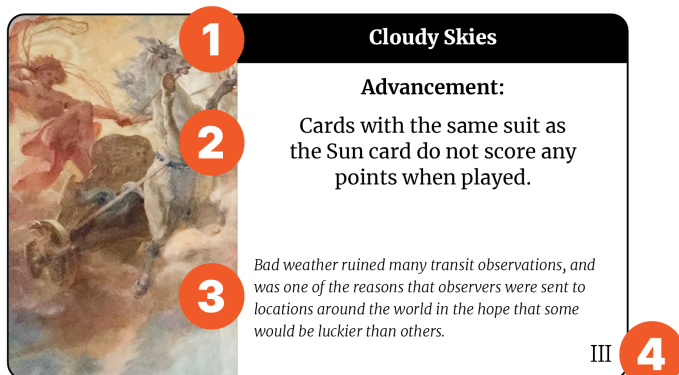 1
Cloudy Skies
Advancement:
2
Cards with the same suit as
the Sun card do not score any
points when played.
3
Bad weather ruined many transit observations, and
was one of the reasons that observers were sent to
locations around the world in the hope that some
would be luckier than others.
III
4